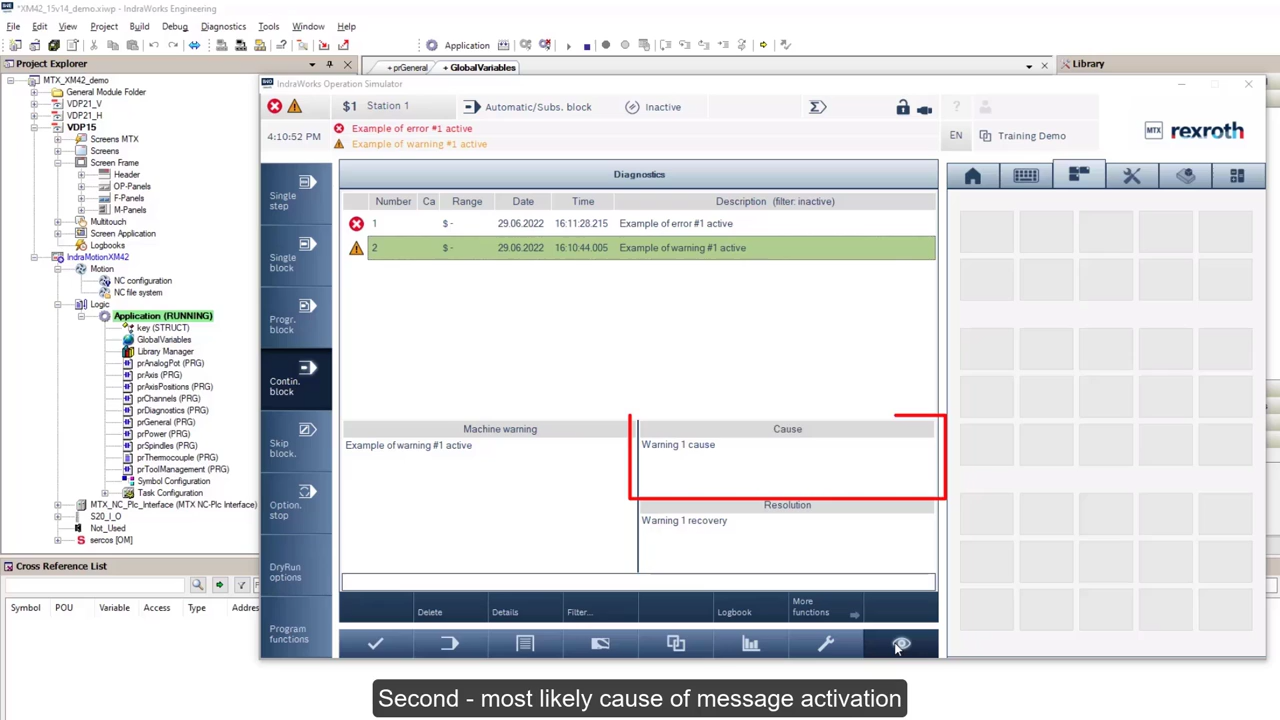 *XM42_15v14_demo.xiwp - IndraWorks Engineering
File Edit View Project Build Debug Diagnostics Tools Window Help
Application
Project Explorer
prGeneral
GlobalVariables
Library
MTX_XM42_demo
General Module Folder
VDP21_V
VDP21_H
VDP15
Screens MTX
Screens
Screen Frame
Header
OP-Panels
F-Panels
M-Panels
Multitouch
Screen Application
Logbooks
IndraMotionXM42
Motion
NC configuration
NC file system
Logic
Application (RUNNING)
key (STRUCT)
GlobalVariables
Library Manager
prAnalogPot (PRG)
prAxis (PRG)
prAxisPositions (PRG)
prChannels (PRG)
prDiagnostics (PRG)
prGeneral (PRG)
prPower (PRG)
prSpindles (PRG)
prThermocouple (PRG)
prToolManagement (PRG)
Symbol Configuration
Task Configuration
MTX_NC_Plc_Interface (MTX NC-Plc Interface)
S20_I_O
Not_Used
sercos [OM]
Cross Reference List
Symbol POU Variable Access Type Addres
IndraWorks Operation Simulator
$1 Station 1 Automatic/Subs. block Inactive
4:10:52 PM
Example of error #1 active
Example of warning #1 active
EN Training Demo
MTX rexroth
Single
step
Single
block
Progr.
block
Contin.
block
Skip
block.
Option.
stop
DryRun
options
Program
functions
Diagnostics
Number Ca Range Date Time Description (filter: inactive)
1 $ - 29.06.2022 16:11:28.215 Example of error #1 active
2 $ - 29.06.2022 16:10:44.005 Example of warning #1 active
Machine warning
Example of warning #1 active
Cause
Warning 1 cause
Resolution
Warning 1 recovery
Delete Details Filter... Logbook More
functions
Second - most likely cause of message activation